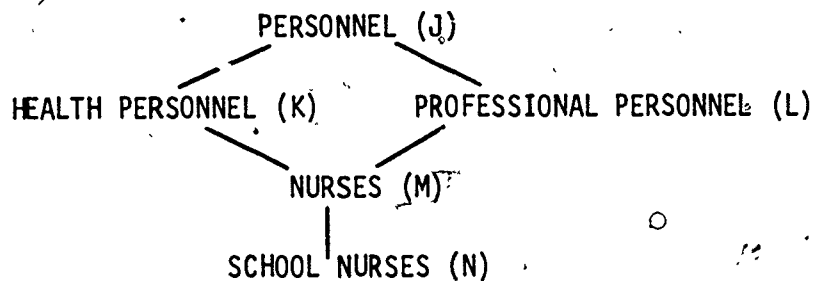 PERSONNEL (J)
HEALTH PERSONNEL (K) PROFESSIONAL PERSONNEL (L)
NURSES (M)
SCHOOL NURSES (N)